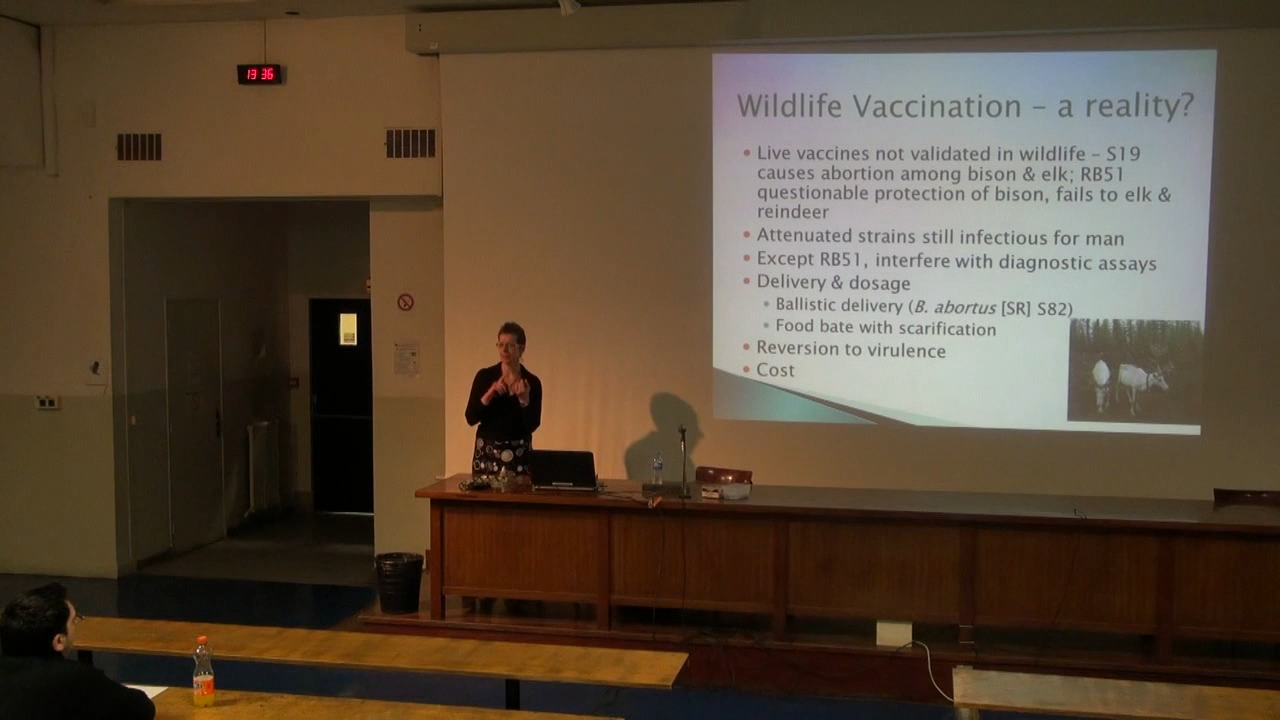 13 36
Wildlife Vaccination – a reality?
• Live vaccines not validated in wildlife – S19
causes abortion among bison & elk; RB51
questionable protection of bison, fails to elk &
reindeer
• Attenuated strains still infectious for man
• Except RB51, interfere with diagnostic assays
• Delivery & dosage
• Ballistic delivery (B. abortus [SR] S82)
• Food bate with scarification
• Reversion to virulence
• Cost